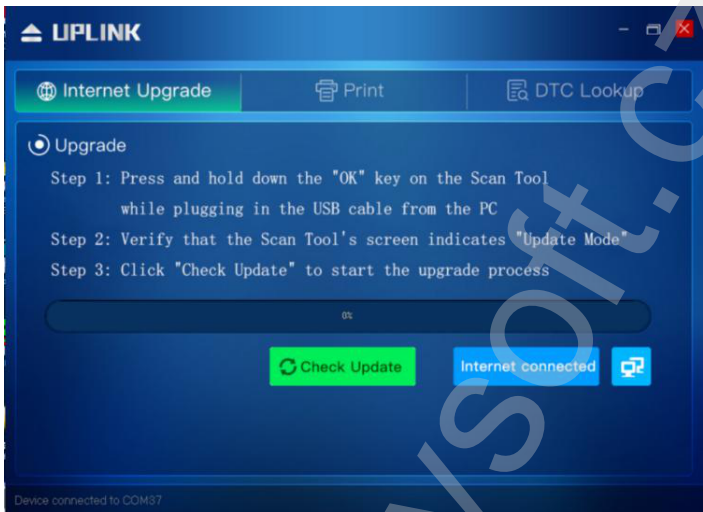 UPLINK
Internet Upgrade Print DTC Lookup
Upgrade
Step 1: Press and hold down the "OK" key on the Scan Tool
while plugging in the USB cable from the PC
Step 2: Verify that the Scan Tool's screen indicates "Update Mode"
Step 3: Click "Check Update" to start the upgrade process
0%
Check Update Internet connected
Device connected to COM37